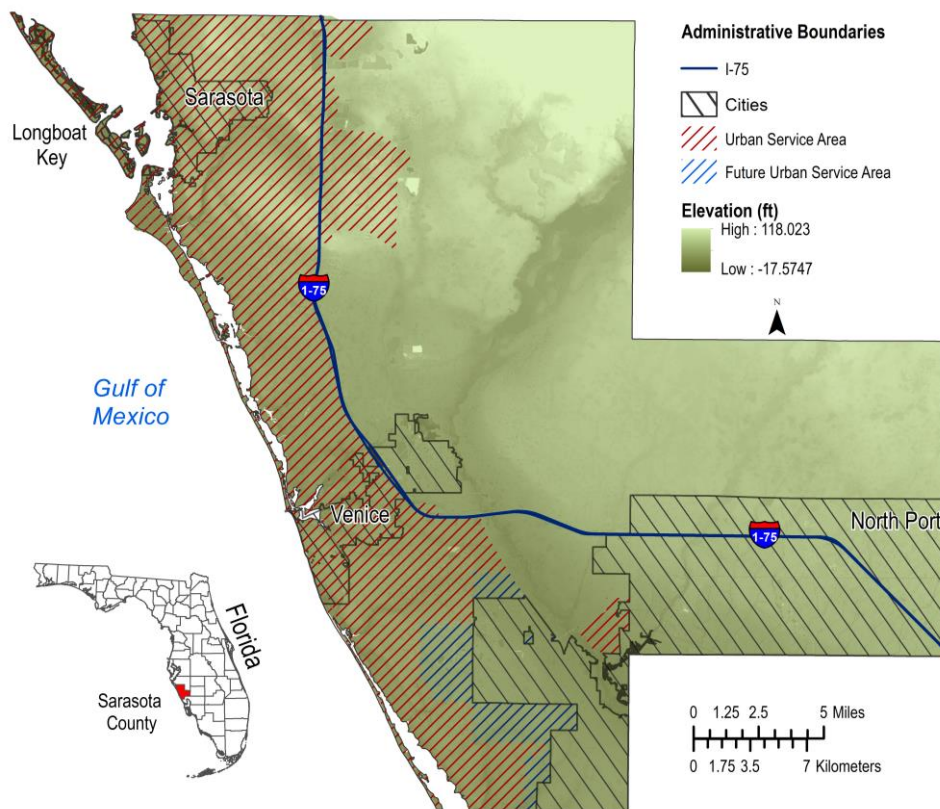 Sarasota
Longboat
Key
Gulf of
Mexico
Venice
North Port
1-75
1-75
Florida
Sarasota
County
Administrative Boundaries
I-75
Cities
Urban Service Area
Future Urban Service Area
Elevation (ft)
High : 118.023
Low : -17.5747
N
0 1.25 2.5 5 Miles
0 1.75 3.5 7 Kilometers